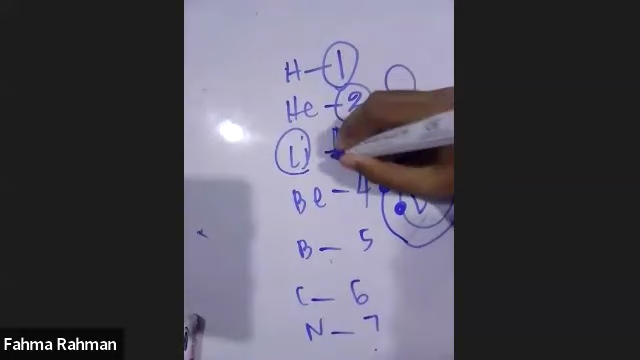 H — 1
He — 2
Li —
Be — 4
B — 5
C — 6
N — 7
Fahma Rahman